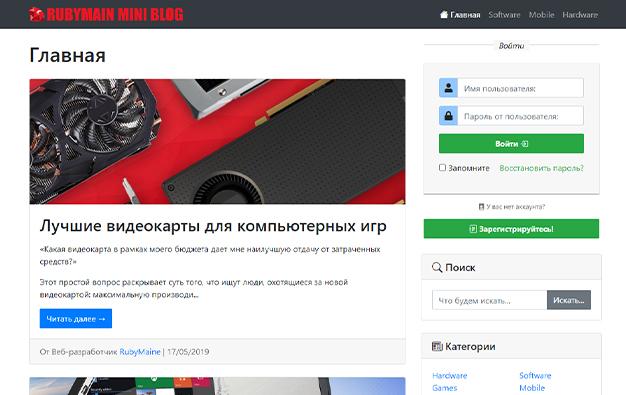 RUBYMAIN MINI BLOG
Главная Software Mobile Hardware
Главная
Лучшие видеокарты для компьютерных игр
«Какая видеокарта в рамках моего бюджета дает мне наилучшую отдачу от затраченных
средств?»
Этот простой вопрос раскрывает суть того, что ищут люди, охотящиеся за новой
видеокартой: максимальную производи...
Читать далее →
От Веб-разработчик RubyMaine | 17/05/2019
Войти
Имя пользователя:
Пароль от пользователя:
Войти
Запомните Восстановить пароль?
У вас нет аккаунта?
Зарегистрируйтесь!
Поиск
Что будем искать... Искать...
Категории
Hardware Software
Games Mobile